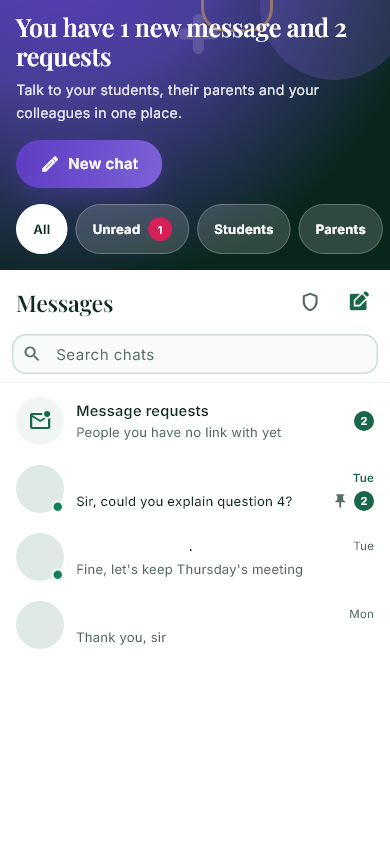 You have 1 new message and 2
requests
Talk to your students, their parents and your
colleagues in one place.
New chat
All
Unread 1
Students
Parents
Messages
Search chats
Message requests
People you have no link with yet
2
Tue
Sir, could you explain question 4?
2
.
Tue
Fine, let's keep Thursday's meeting
Mon
Thank you, sir